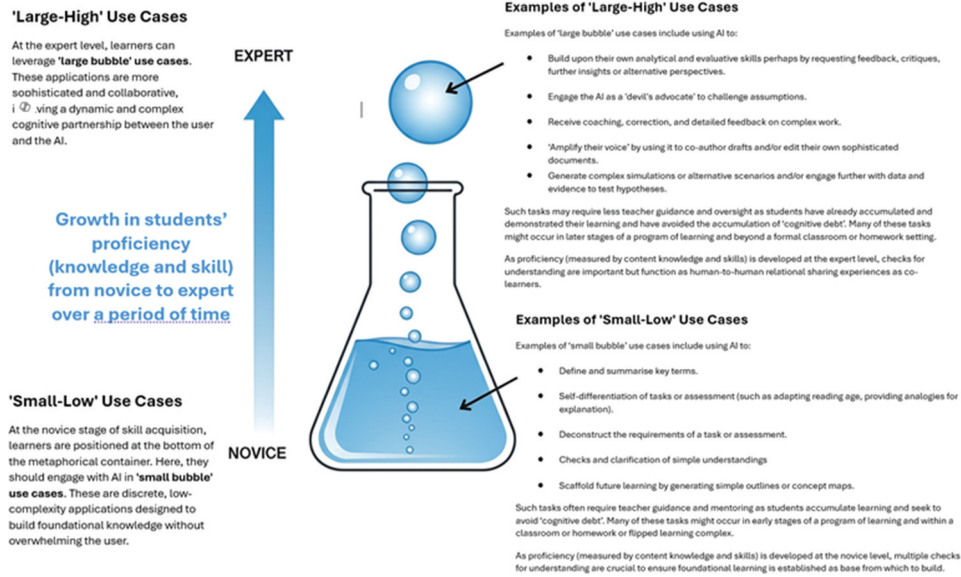 'Large-High' Use Cases
At the expert level, learners can
leverage 'large bubble' use cases.
These applications are more
sophisticated and collaborative,
i ving a dynamic and complex
cognitive partnership between the user
and the AI.
EXPERT
Growth in students'
proficiency
(knowledge and skill)
from novice to expert
over a period of time
'Small-Low' Use Cases
At the novice stage of skill acquisition,
learners are positioned at the bottom of
the metaphorical container. Here, they
should engage with AI in 'small bubble'
use cases. These are discrete, low-
complexity applications designed to
build foundational knowledge without
overwhelming the user.
NOVICE
Examples of 'Large-High' Use Cases
Examples of 'large bubble' use cases include using AI to:
• Build upon their own analytical and evaluative skills perhaps by requesting feedback, critiques,
further insights or alternative perspectives.
• Engage the AI as a 'devil's advocate' to challenge assumptions.
• Receive coaching, correction, and detailed feedback on complex work.
• 'Amplify their voice' by using it to co-author drafts and/or edit their own sophisticated
documents.
• Generate complex simulations or alternative scenarios and/or engage further with data and
evidence to test hypotheses.
Such tasks may require less teacher guidance and oversight as students have already accumulated and
demonstrated their learning and have avoided the accumulation of 'cognitive debt'. Many of these tasks
might occur in later stages of a program of learning and beyond a formal classroom or homework setting.
As proficiency (measured by content knowledge and skills) is developed at the expert level, checks for
understanding are important but function as human-to-human relational sharing experiences as co-
learners.
Examples of 'Small-Low' Use Cases
Examples of 'small bubble' use cases include using AI to:
• Define and summarise key terms.
• Self-differentiation of tasks or assessment (such as adapting reading age, providing analogies for
explanation).
• Deconstruct the requirements of a task or assessment.
• Checks and clarification of simple understandings
• Scaffold future learning by generating simple outlines or concept maps.
Such tasks often require teacher guidance and mentoring as students accumulate learning and seek to
avoid 'cognitive debt'. Many of these tasks might occur in early stages of a program of learning and within a
classroom or homework or flipped learning complex.
As proficiency (measured by content knowledge and skills) is developed at the novice level, multiple checks
for understanding are crucial to ensure foundational learning is established as base from which to build.